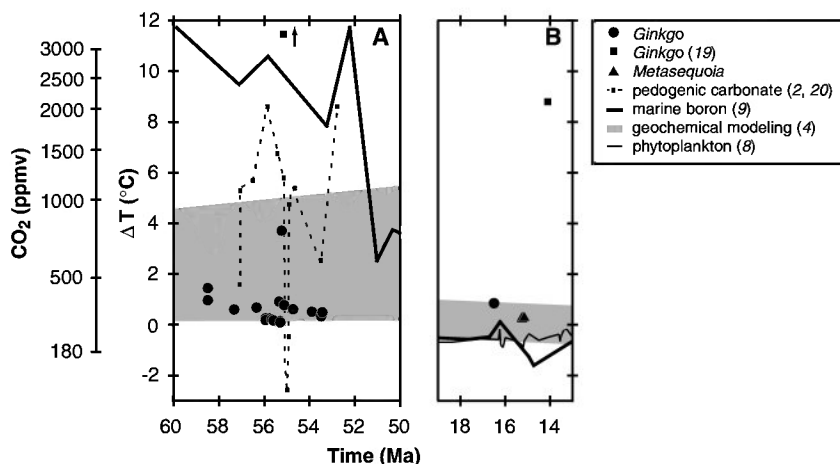 A
B
CO2 (ppmv)
3000
2500
2000
1500
1000
500
180
Δ T (°C)
12
10
8
6
4
2
0
-2
60 58 56 54 52 50
18 16 14
Time (Ma)
Ginkgo
Ginkgo (19)
Metasequoia
pedogenic carbonate (2, 20)
marine boron (9)
geochemical modeling (4)
phytoplankton (8)